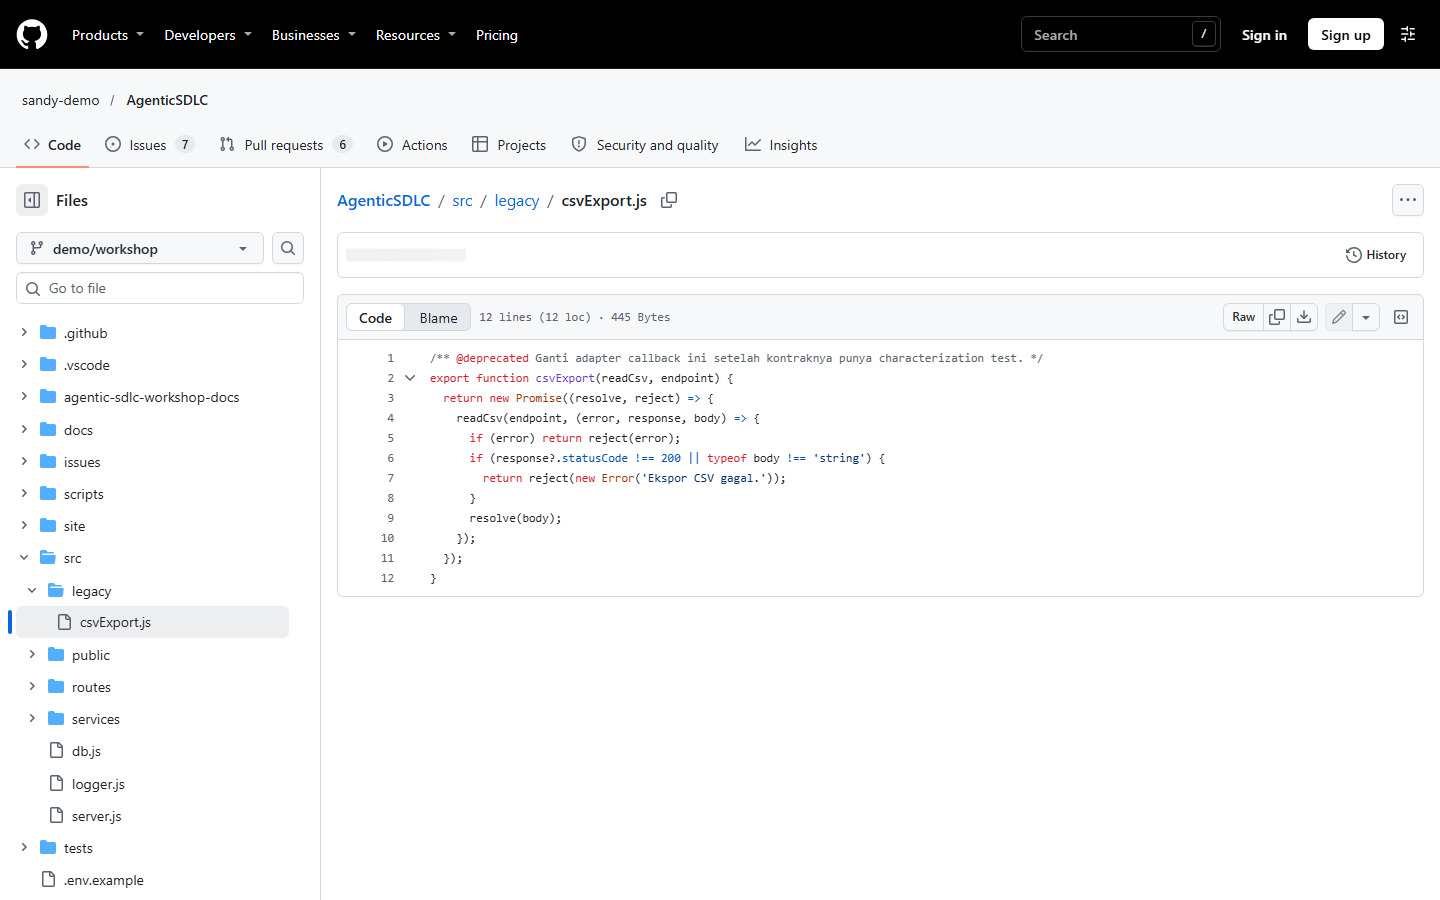 Products Developers Businesses Resources Pricing Search / Sign in Sign up
sandy-demo / AgenticSDLC
Code Issues 7 Pull requests 6 Actions Projects Security and quality Insights
Files
demo/workshop
Go to file
.github
.vscode
agentic-sdlc-workshop-docs
docs
issues
scripts
site
src
legacy
csvExport.js
public
routes
services
db.js
logger.js
server.js
tests
.env.example
AgenticSDLC / src / legacy / csvExport.js
History
Code Blame 12 lines (12 loc) · 445 Bytes Raw
1 /** @deprecated Ganti adapter callback ini setelah kontraknya punya characterization test. */
2 export function csvExport(readCsv, endpoint) {
3 return new Promise((resolve, reject) => {
4 readCsv(endpoint, (error, response, body) => {
5 if (error) return reject(error);
6 if (response?.statusCode !== 200 || typeof body !== 'string') {
7 return reject(new Error('Ekspor CSV gagal.'));
8 }
9 resolve(body);
10 });
11 });
12 }